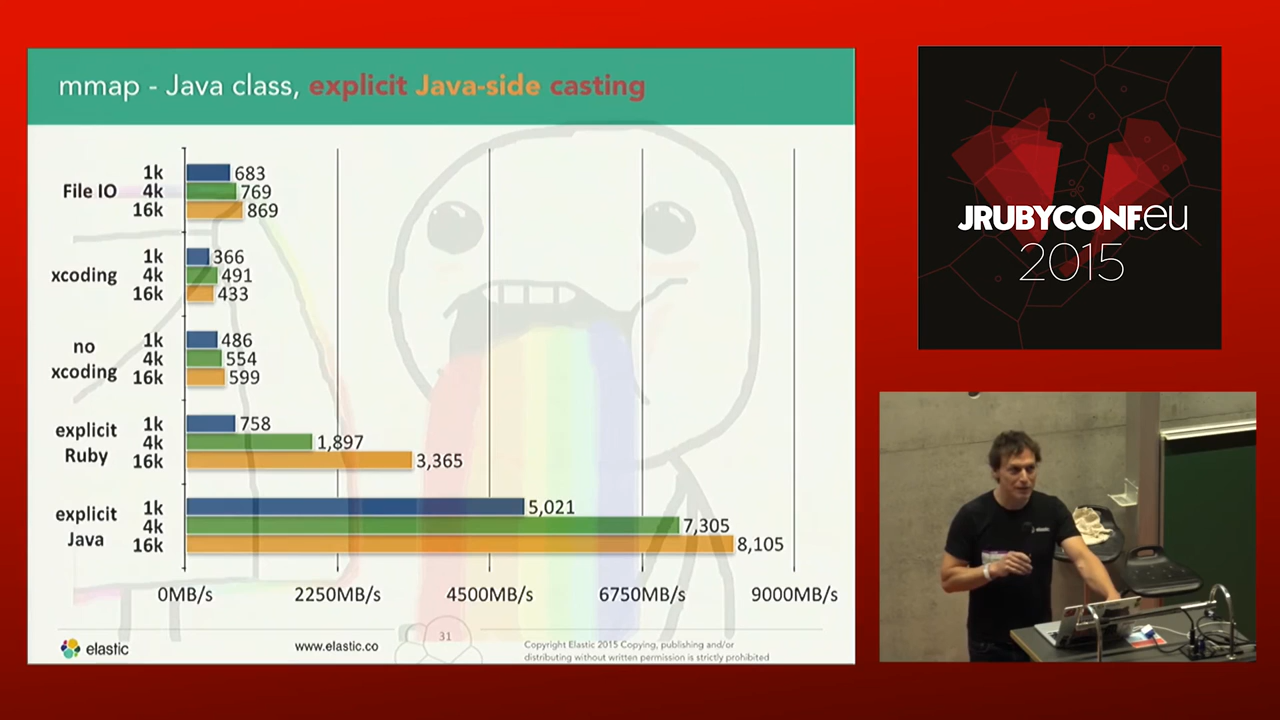 mmap - Java class, explicit Java-side casting
File IO
1k 683
4k 769
16k 869
xcoding
1k 366
4k 491
16k 433
no xcoding
1k 486
4k 554
16k 599
explicit Ruby
1k 758
4k 1,897
16k 3,365
explicit Java
1k 5,021
4k 7,305
16k 8,105
0MB/s 2250MB/s 4500MB/s 6750MB/s 9000MB/s
elastic
www.elastic.co
31
Copyright Elastic 2015 Copying, publishing and/or
distributing without written permission is strictly prohibited
JRUBYCONF.eu
2015
elastic